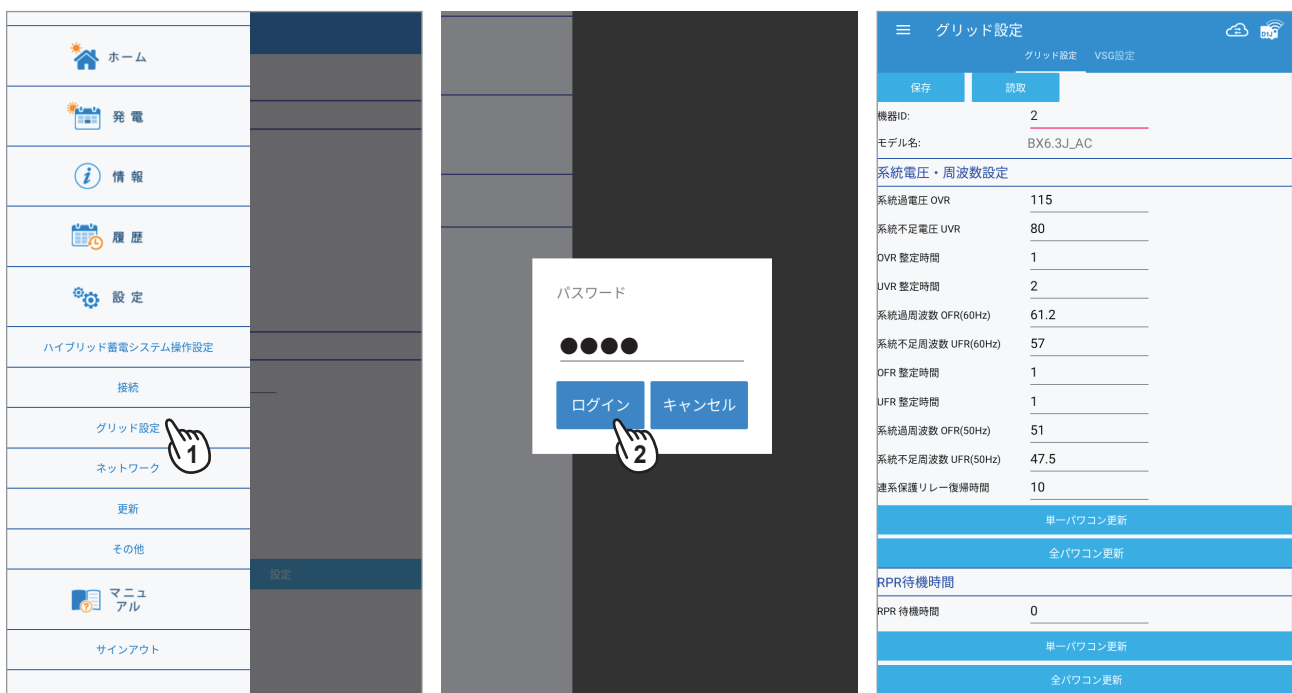 ホーム
発電
情報
履歴
設定
ハイブリッド蓄電システム操作設定
接続
グリッド設定
1
ネットワーク
更新
その他
設定
マニュ
アル
サインアウト
パスワード
●●●●
ログイン
キャンセル
2
グリッド設定
グリッド設定
VSG設定
保存
読取
機器ID: 2
モデル名: BX6.3J_AC
系統電圧・周波数設定
系統過電圧 OVR 115
系統不足電圧 UVR 80
OVR 整定時間 1
UVR 整定時間 2
系統過周波数 OFR(60Hz) 61.2
系統不足周波数 UFR(60Hz) 57
OFR 整定時間 1
UFR 整定時間 1
系統過周波数 OFR(50Hz) 51
系統不足周波数 UFR(50Hz) 47.5
連系保護リレー復帰時間 10
単一パワコン更新
全パワコン更新
RPR待機時間
RPR 待機時間 0
単一パワコン更新
全パワコン更新